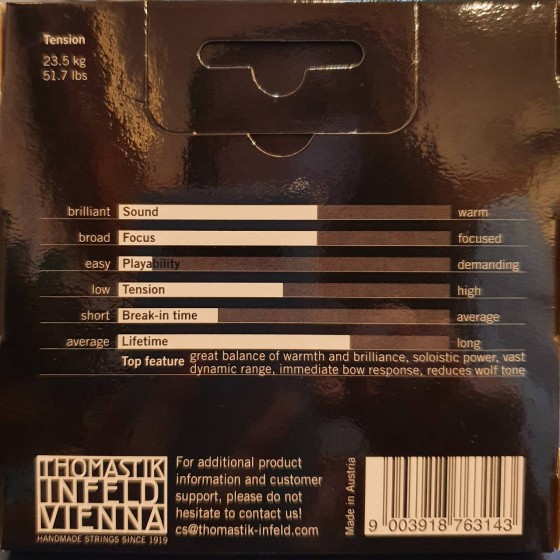 Tension
23.5 kg
51.7 lbs
brilliant Sound warm
broad Focus focused
easy Playability demanding
low Tension high
short Break-in time average
average Lifetime long
Top feature great balance of warmth and brilliance, soloistic power, vast
dynamic range, immediate bow response, reduces wolf tone
THOMASTIK
INFELD
VIENNA
HANDMADE STRINGS SINCE 1919
For additional product
information and customer
support, please do not
hesitate to contact us!
cs@thomastik-infeld.com
Made in Austria
9 003918 763143